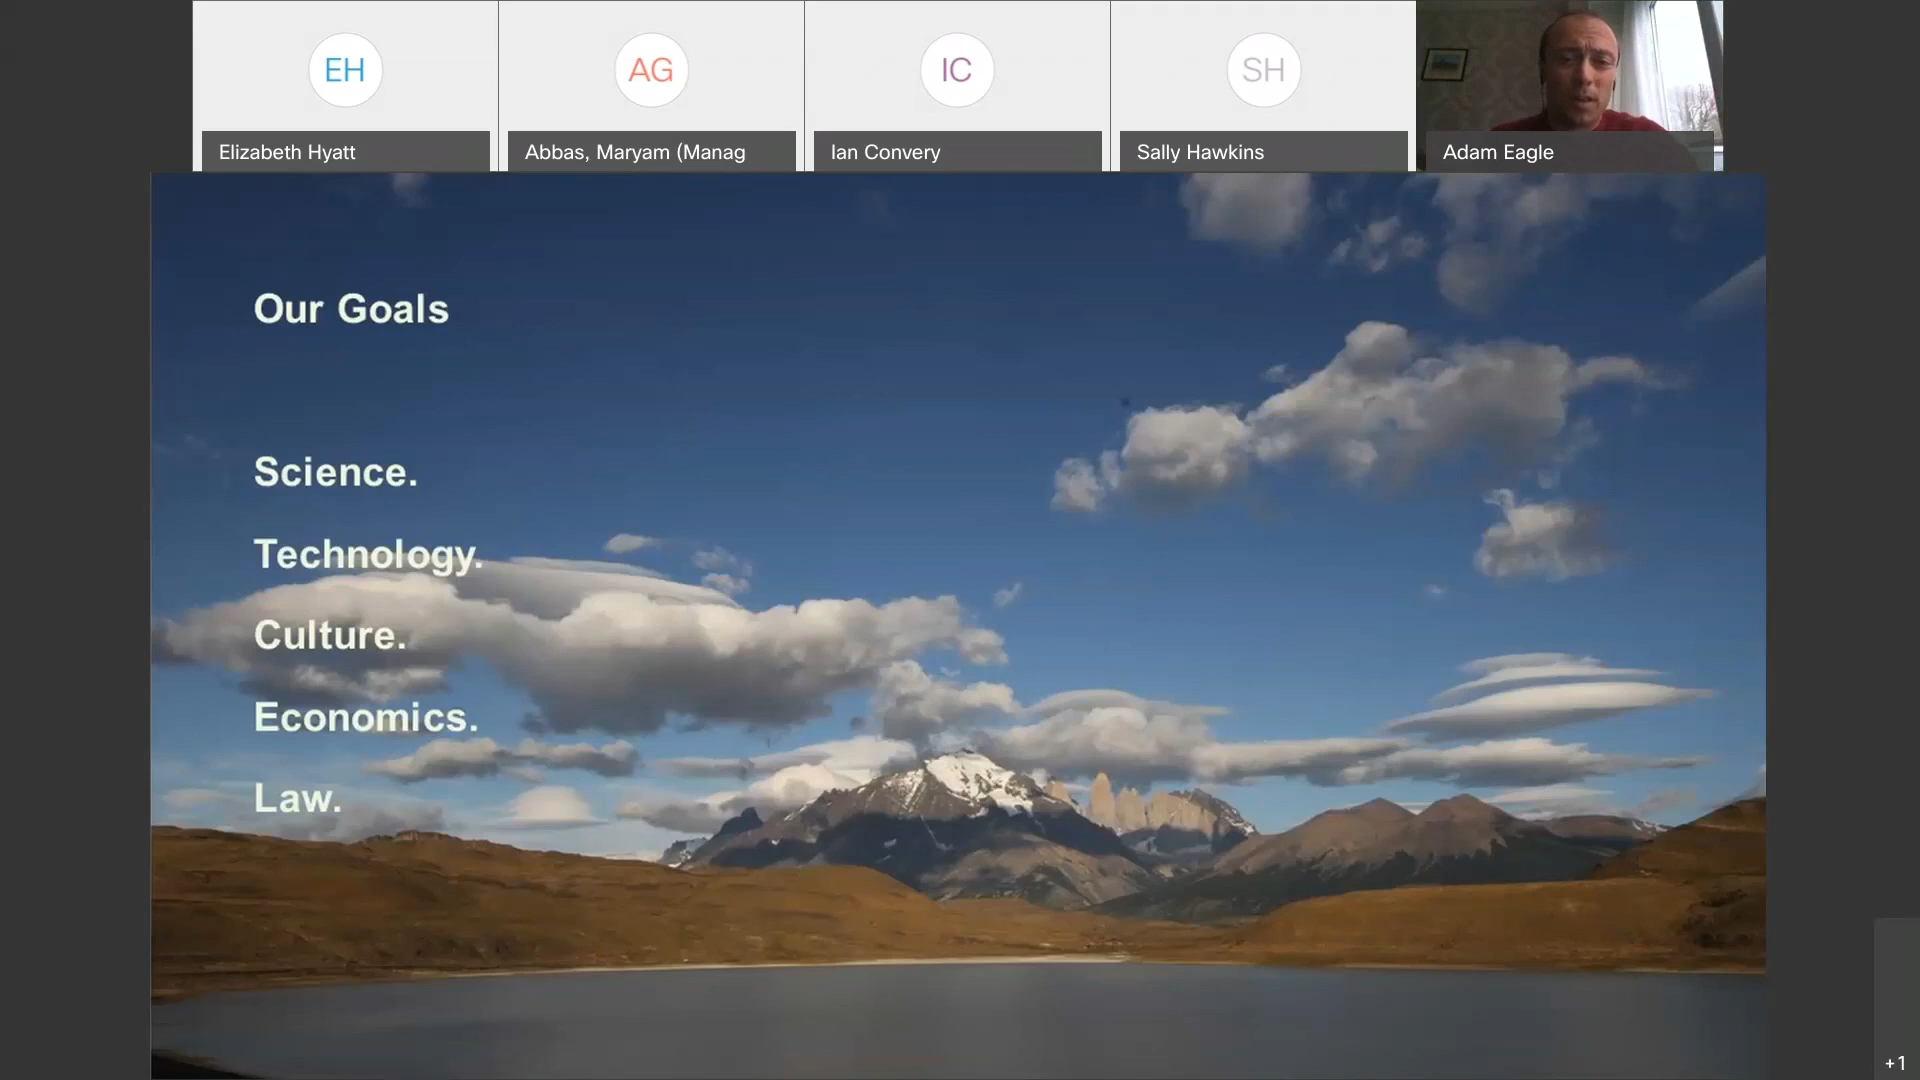 EH
AG
IC
SH
Elizabeth Hyatt
Abbas, Maryam (Manag
Ian Convery
Sally Hawkins
Adam Eagle
Our Goals
Science.
Technology.
Culture.
Economics.
Law.
+1